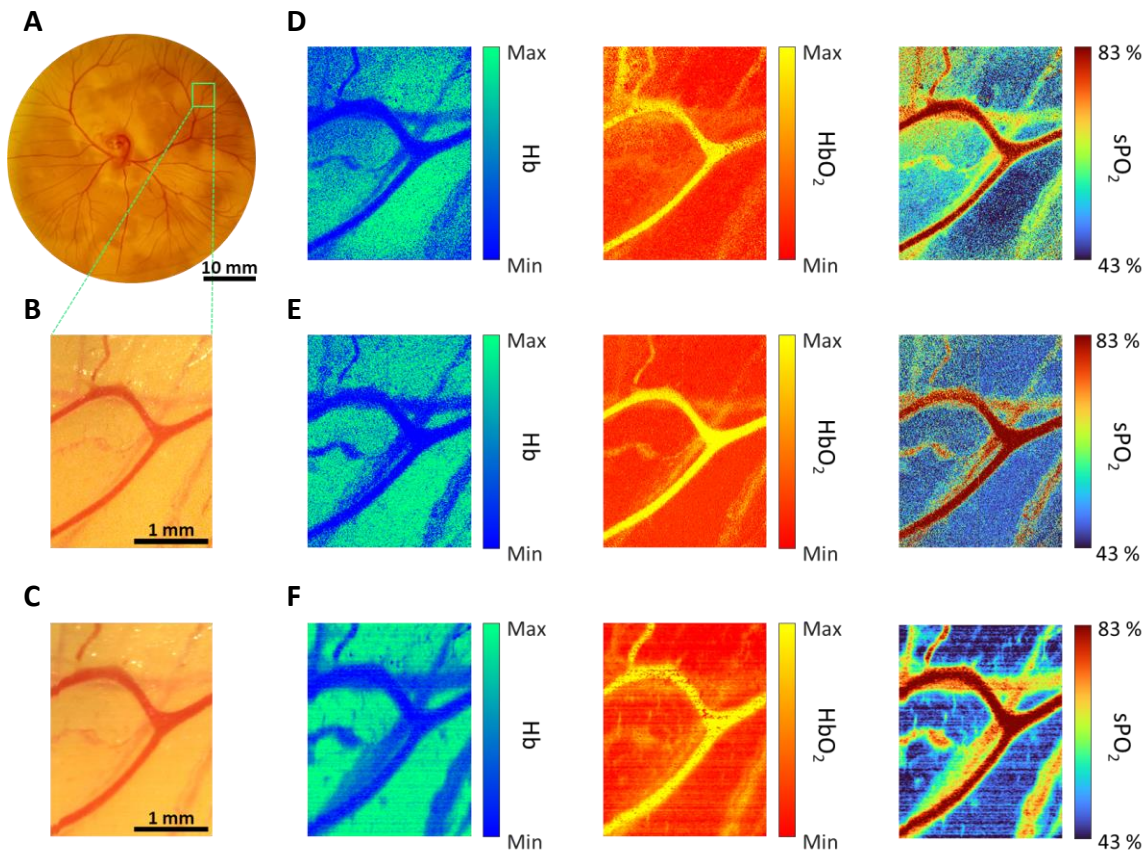 A
10 mm
B
1 mm
C
1 mm
D
Max
Hb
Min
Max
HbO₂
Min
83 %
sPO₂
43 %
E
Max
Hb
Min
Max
HbO₂
Min
83 %
sPO₂
43 %
F
Max
Hb
Min
Max
HbO₂
Min
83 %
sPO₂
43 %